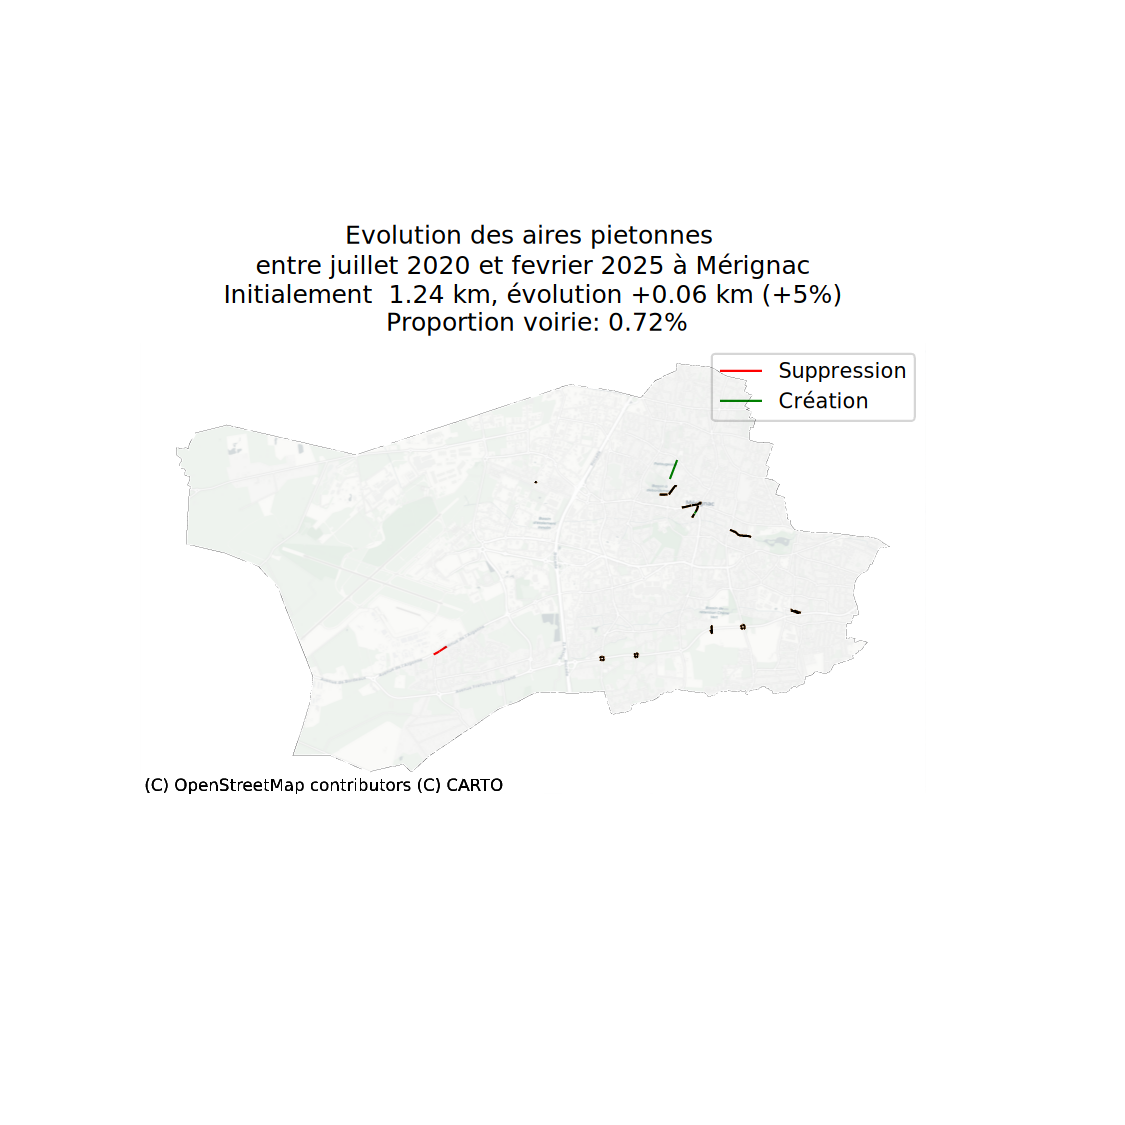 Evolution des aires pietonnes
entre juillet 2020 et fevrier 2025 à Mérignac
Initialement  1.24 km, évolution +0.06 km (+5%)
Proportion voirie: 0.72%
Suppression
Création
(C) OpenStreetMap contributors (C) CARTO